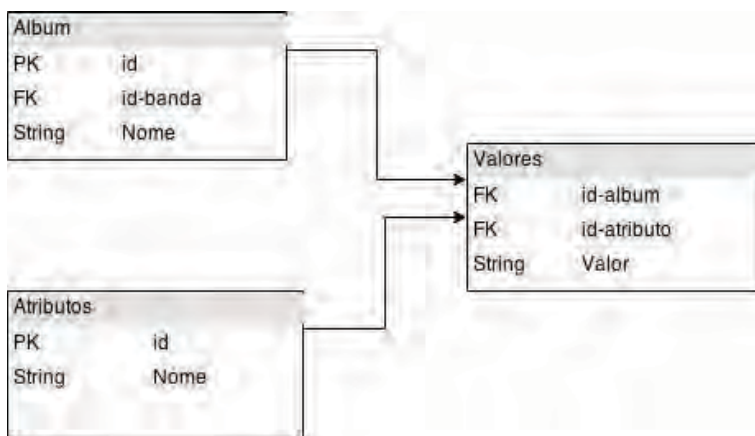 Album
PK id
FK id-banda
String Nome
Valores
FK id-album
FK id-atributo
String Valor
Atributos
PK id
String Nome